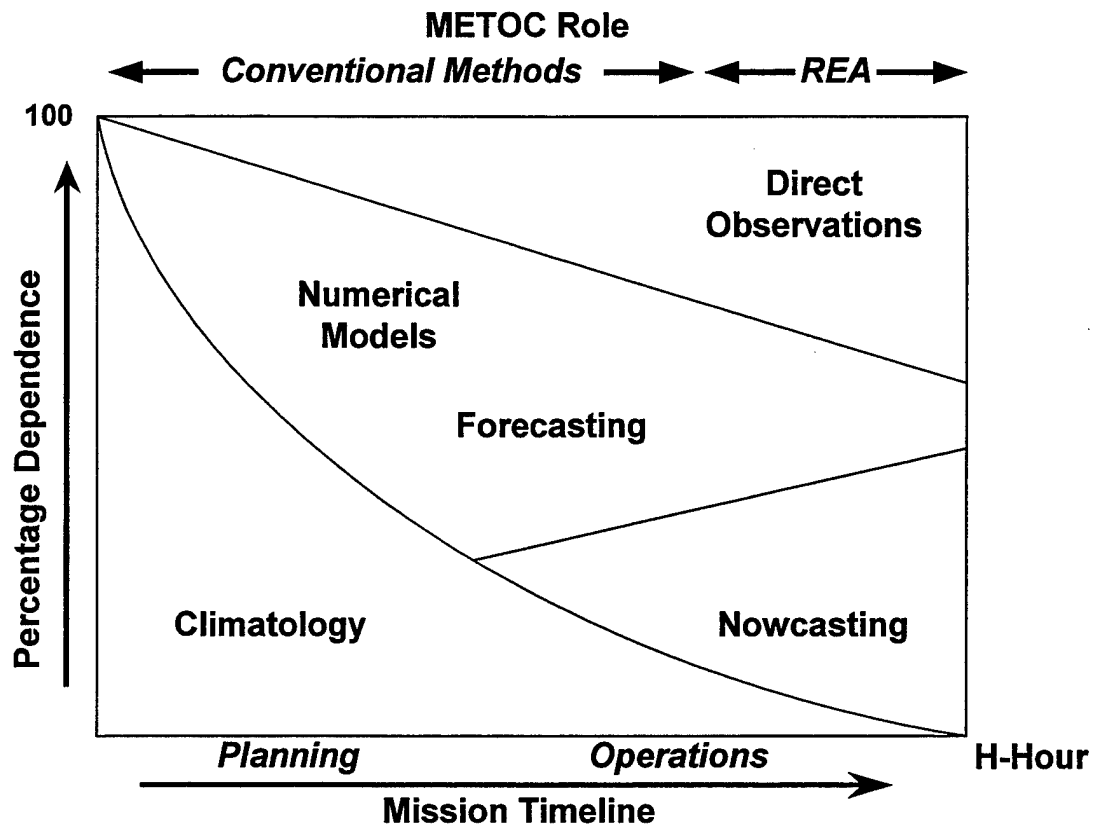 METOC Role
Conventional Methods REA
100
Direct
Observations
Numerical
Models
Forecasting
Percentage Dependence
Climatology
Nowcasting
Planning Operations H-Hour
Mission Timeline